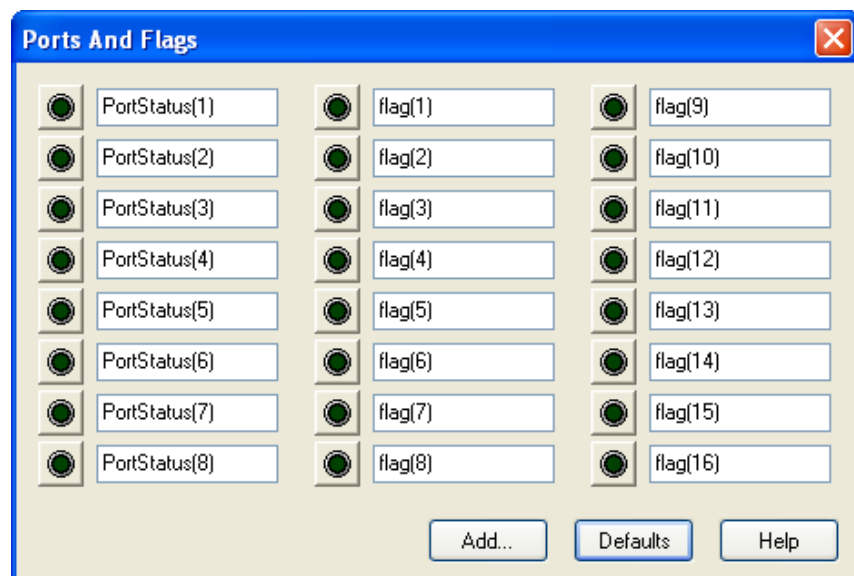 Ports And Flags
PortStatus(1) flag(1) flag(9)
PortStatus(2) flag(2) flag(10)
PortStatus(3) flag(3) flag(11)
PortStatus(4) flag(4) flag(12)
PortStatus(5) flag(5) flag(13)
PortStatus(6) flag(6) flag(14)
PortStatus(7) flag(7) flag(15)
PortStatus(8) flag(8) flag(16)
Add... Defaults Help